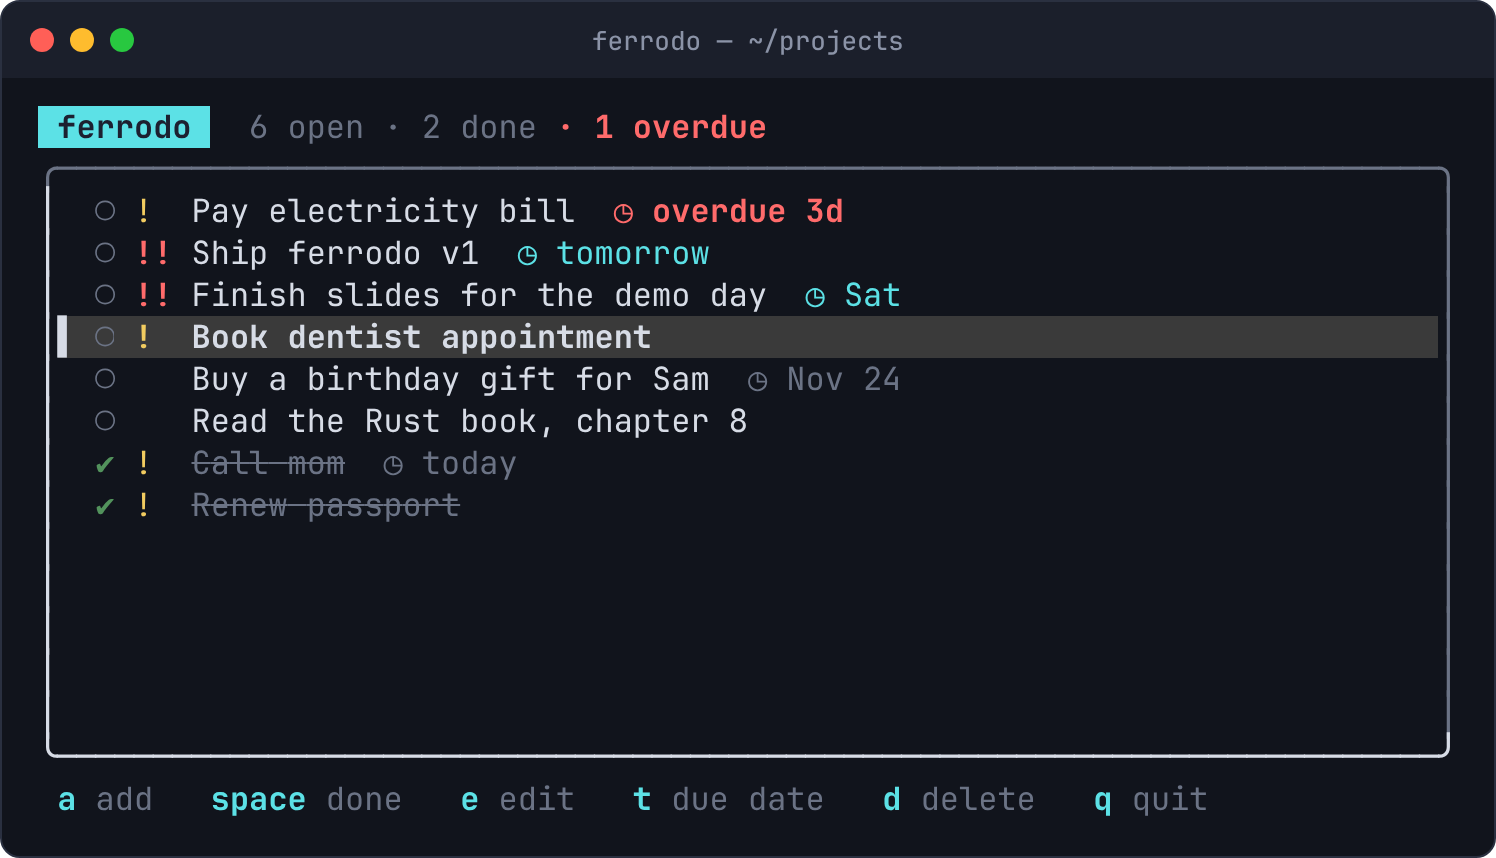 ferrodo — ~/projects
ferrodo 6 open · 2 done · 1 overdue
○ ! Pay electricity bill ◷ overdue 3d
○ !! Ship ferrodo v1 ◷ tomorrow
○ !! Finish slides for the demo day ◷ Sat
○ ! Book dentist appointment
○ Buy a birthday gift for Sam ◷ Nov 24
○ Read the Rust book, chapter 8
✔ ! Call mom ◷ today
✔ ! Renew passport
a add space done e edit t due date d delete q quit